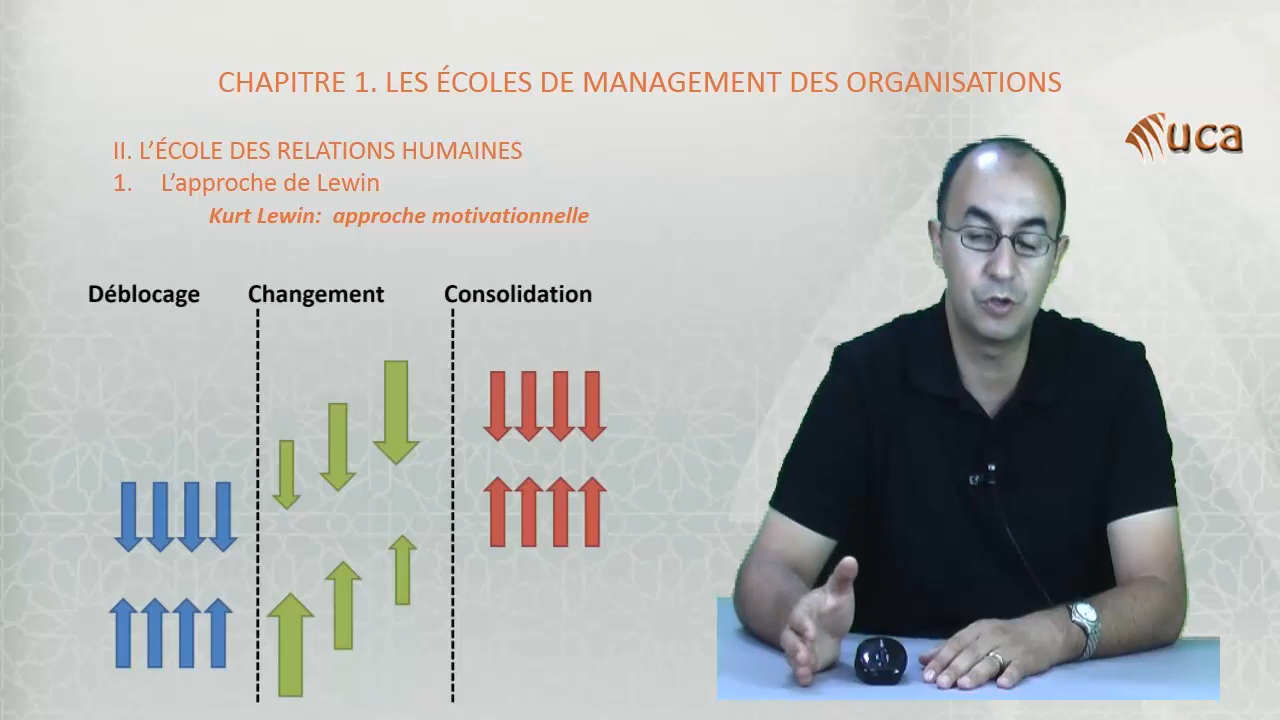 CHAPITRE 1. LES ÉCOLES DE MANAGEMENT DES ORGANISATIONS
uca
II. L’ÉCOLE DES RELATIONS HUMAINES
1. L’approche de Lewin
Kurt Lewin: approche motivationnelle
Déblocage Changement Consolidation